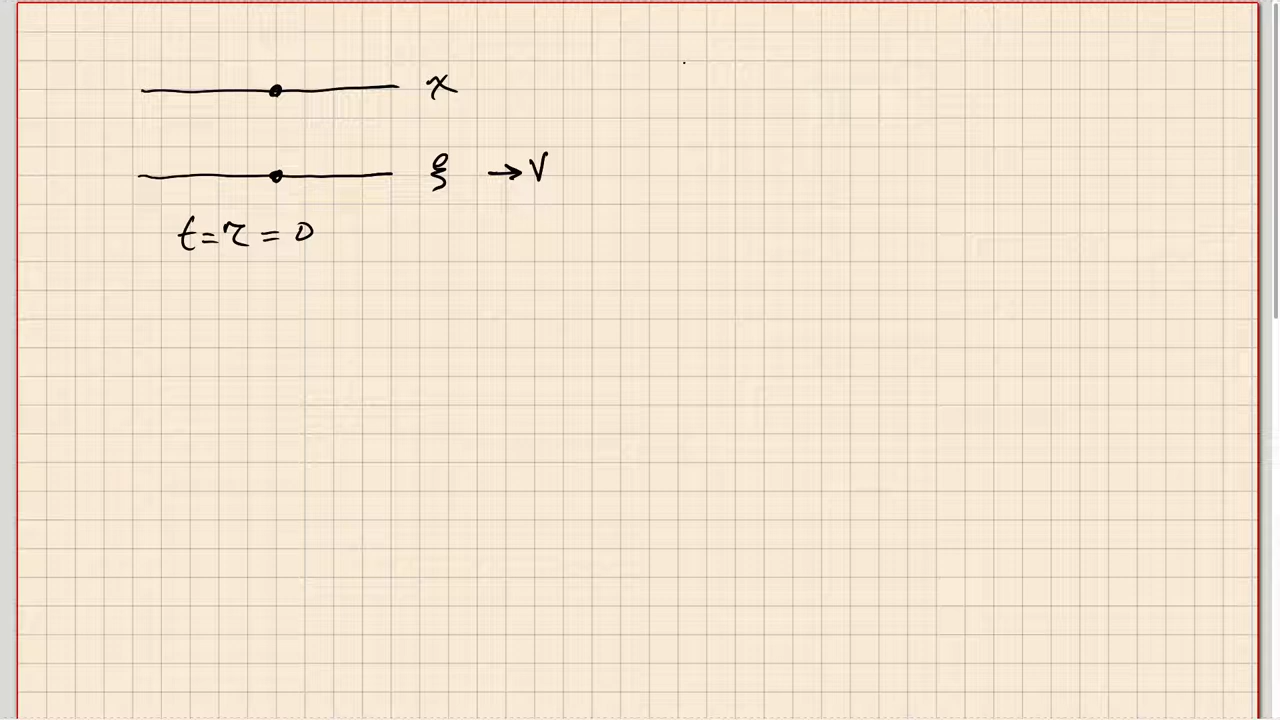 x
ξ → V
t = τ = 0